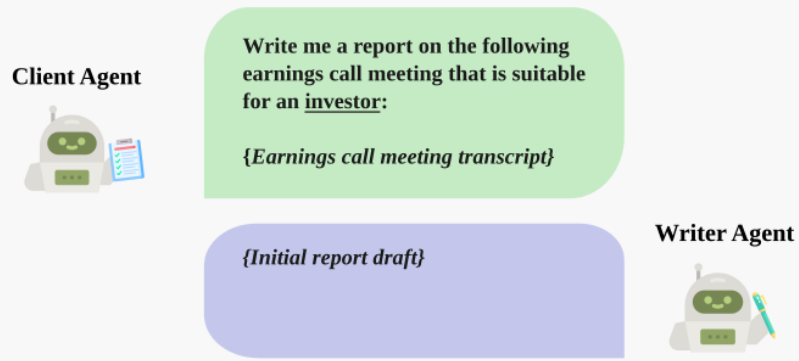 Client Agent
Write me a report on the following
earnings call meeting that is suitable
for an investor:
{Earnings call meeting transcript}
Writer Agent
{Initial report draft}